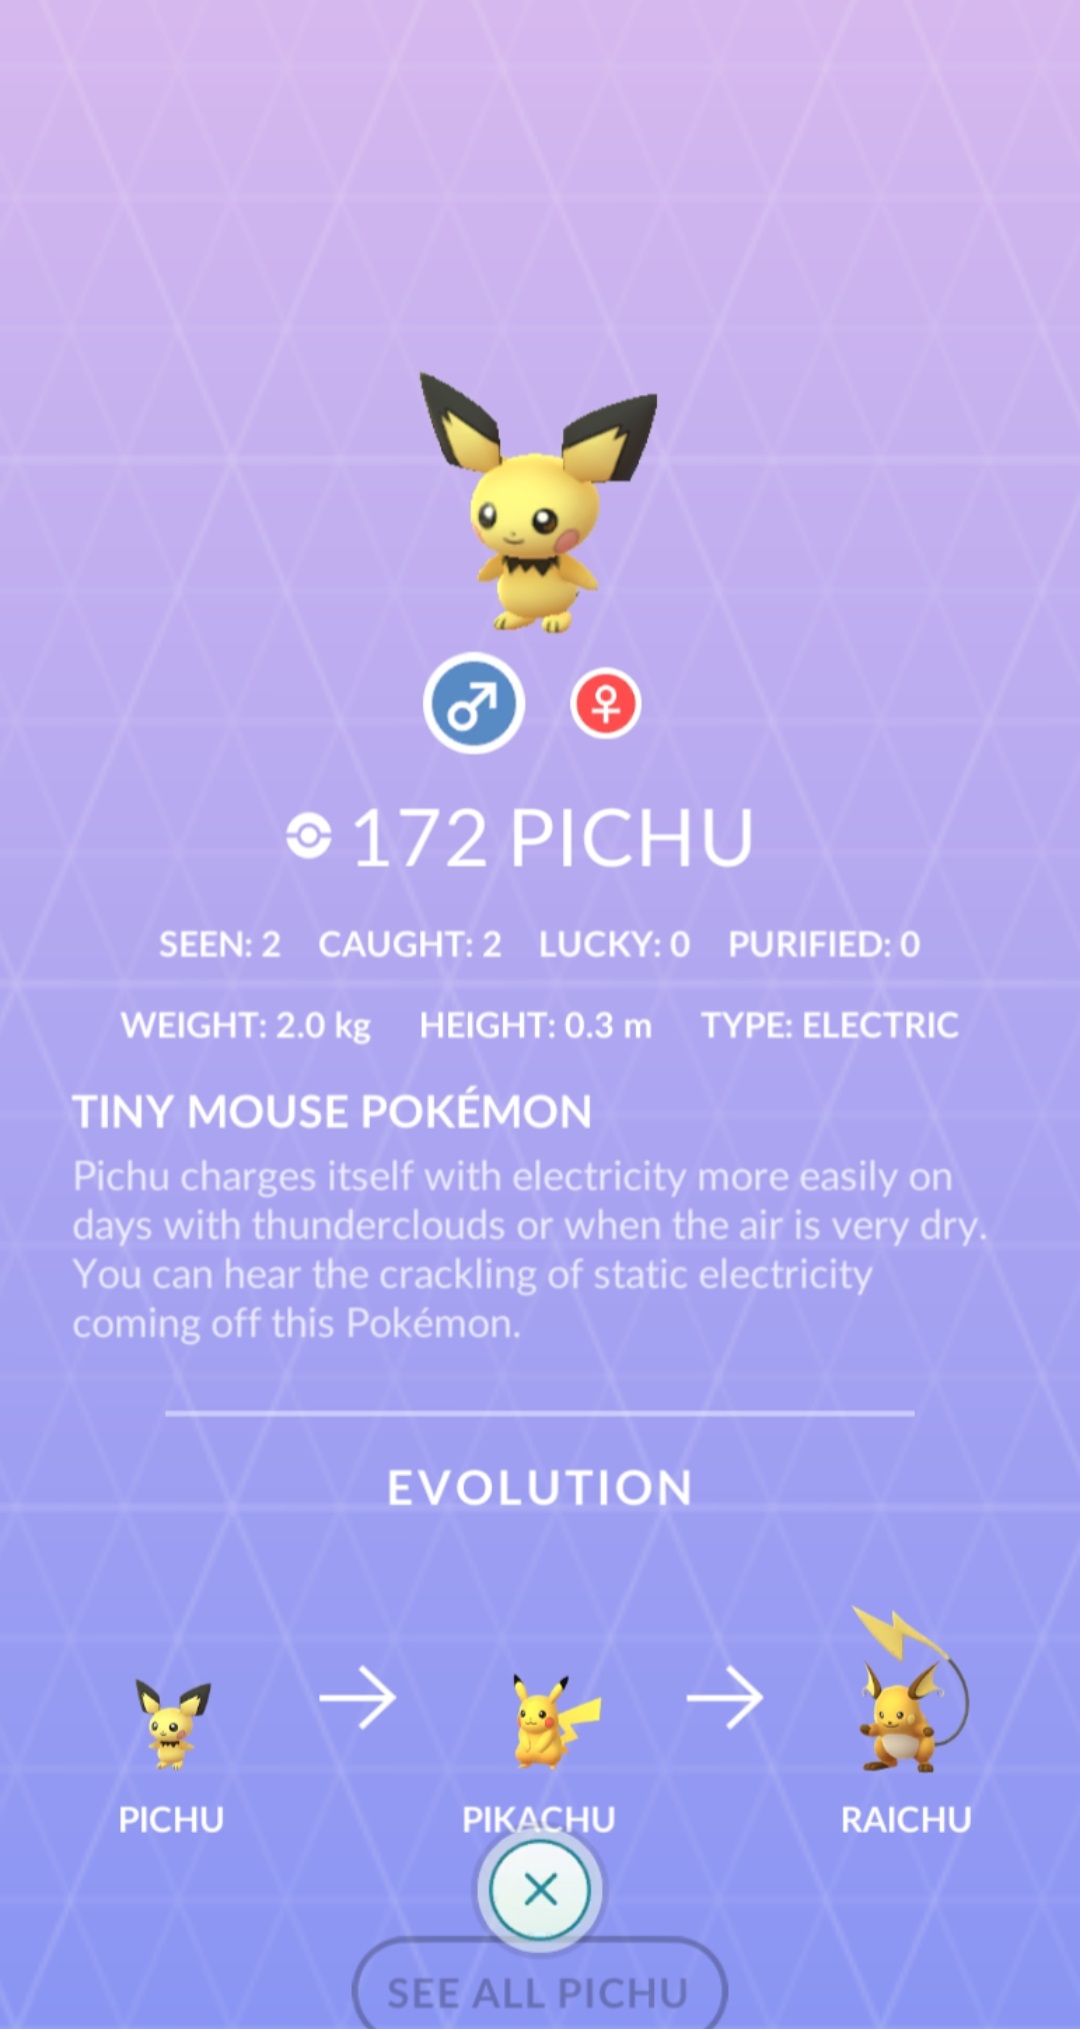 172 PICHU
SEEN: 2 CAUGHT: 2 LUCKY: 0 PURIFIED: 0
WEIGHT: 2.0 kg HEIGHT: 0.3 m TYPE: ELECTRIC
TINY MOUSE POKÉMON
Pichu charges itself with electricity more easily on
days with thunderclouds or when the air is very dry.
You can hear the crackling of static electricity
coming off this Pokémon.
EVOLUTION
PICHU PIKACHU RAICHU
SEE ALL PICHU